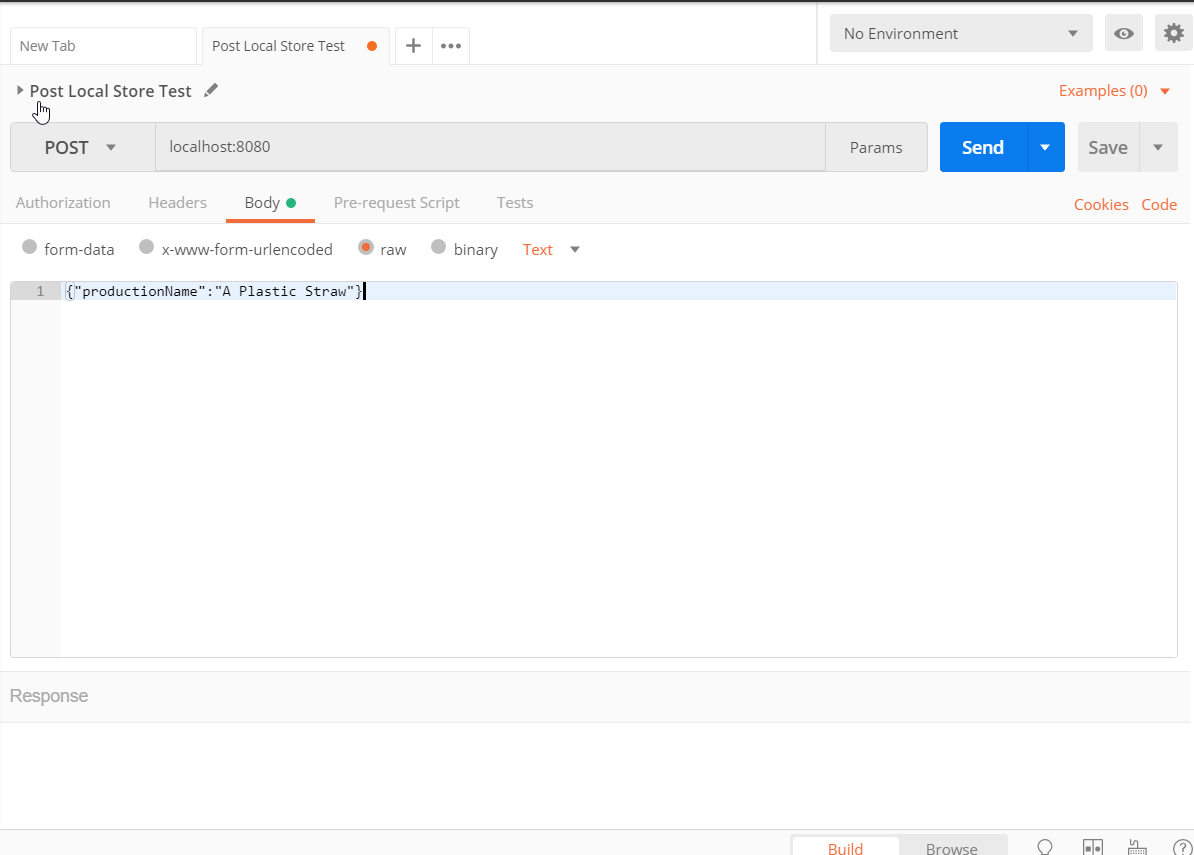 New Tab
Post Local Store Test
No Environment
Post Local Store Test
Examples (0)
POST
localhost:8080
Params
Send
Save
Authorization
Headers
Body
Pre-request Script
Tests
Cookies
Code
form-data
x-www-form-urlencoded
raw
binary
Text
1
{"productionName":"A Plastic Straw"}
Response
Build
Browse